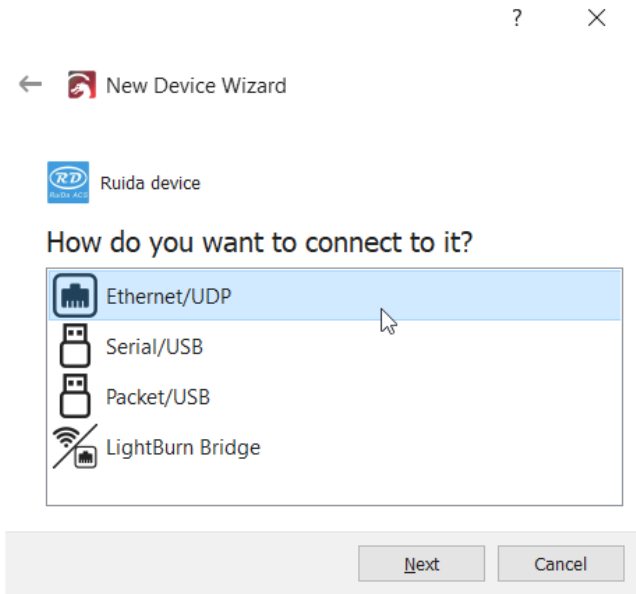 ?
New Device Wizard
RD
RuiDa ACS
Ruida device
How do you want to connect to it?
Ethernet/UDP
Serial/USB
Packet/USB
LightBurn Bridge
Next
Cancel